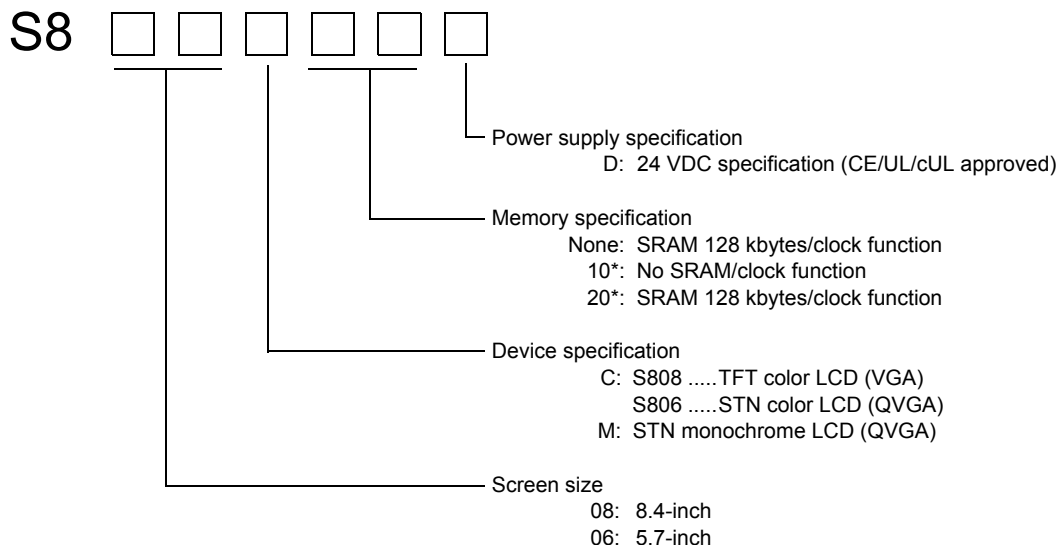 S8
Power supply specification
D: 24 VDC specification (CE/UL/cUL approved)
Memory specification
None: SRAM 128 kbytes/clock function
10*: No SRAM/clock function
20*: SRAM 128 kbytes/clock function
Device specification
C: S808 .....TFT color LCD (VGA)
S806 .....STN color LCD (QVGA)
M: STN monochrome LCD (QVGA)
Screen size
08: 8.4-inch
06: 5.7-inch